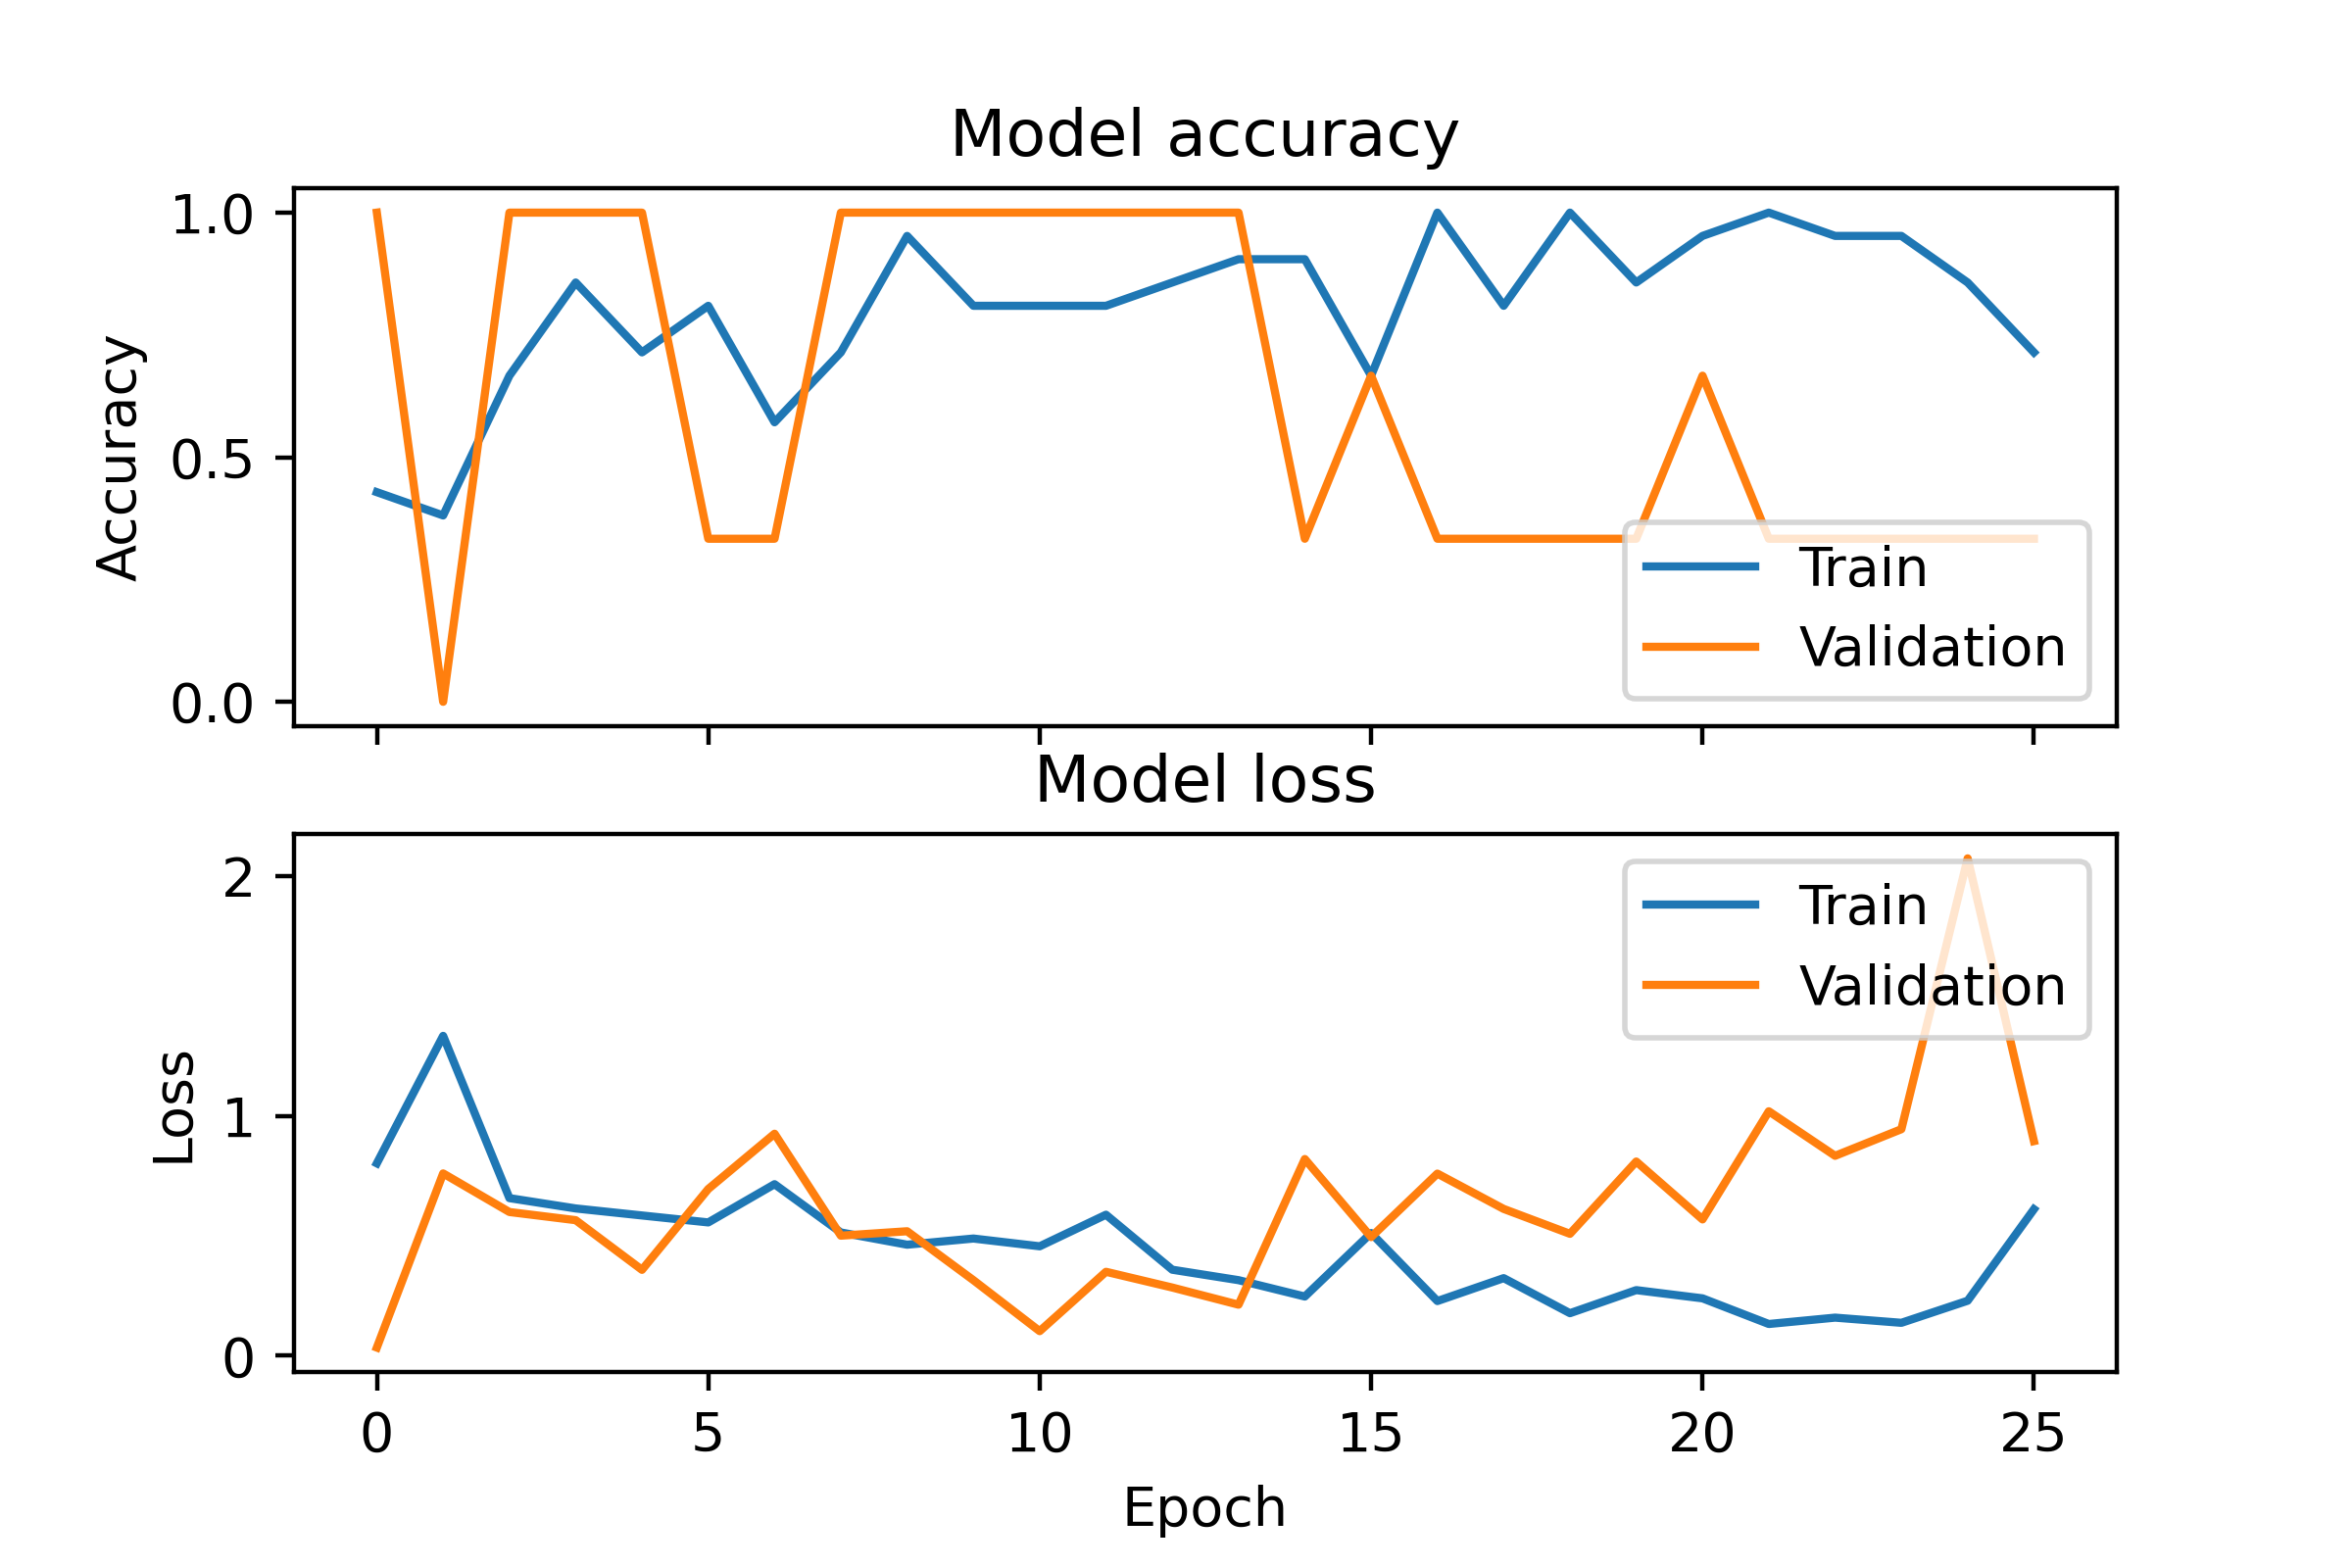 Model accuracy
1.0
0.5
0.0
Accuracy
Train
Validation
Model loss
2
1
0
Loss
Train
Validation
0 5 10 15 20 25
Epoch